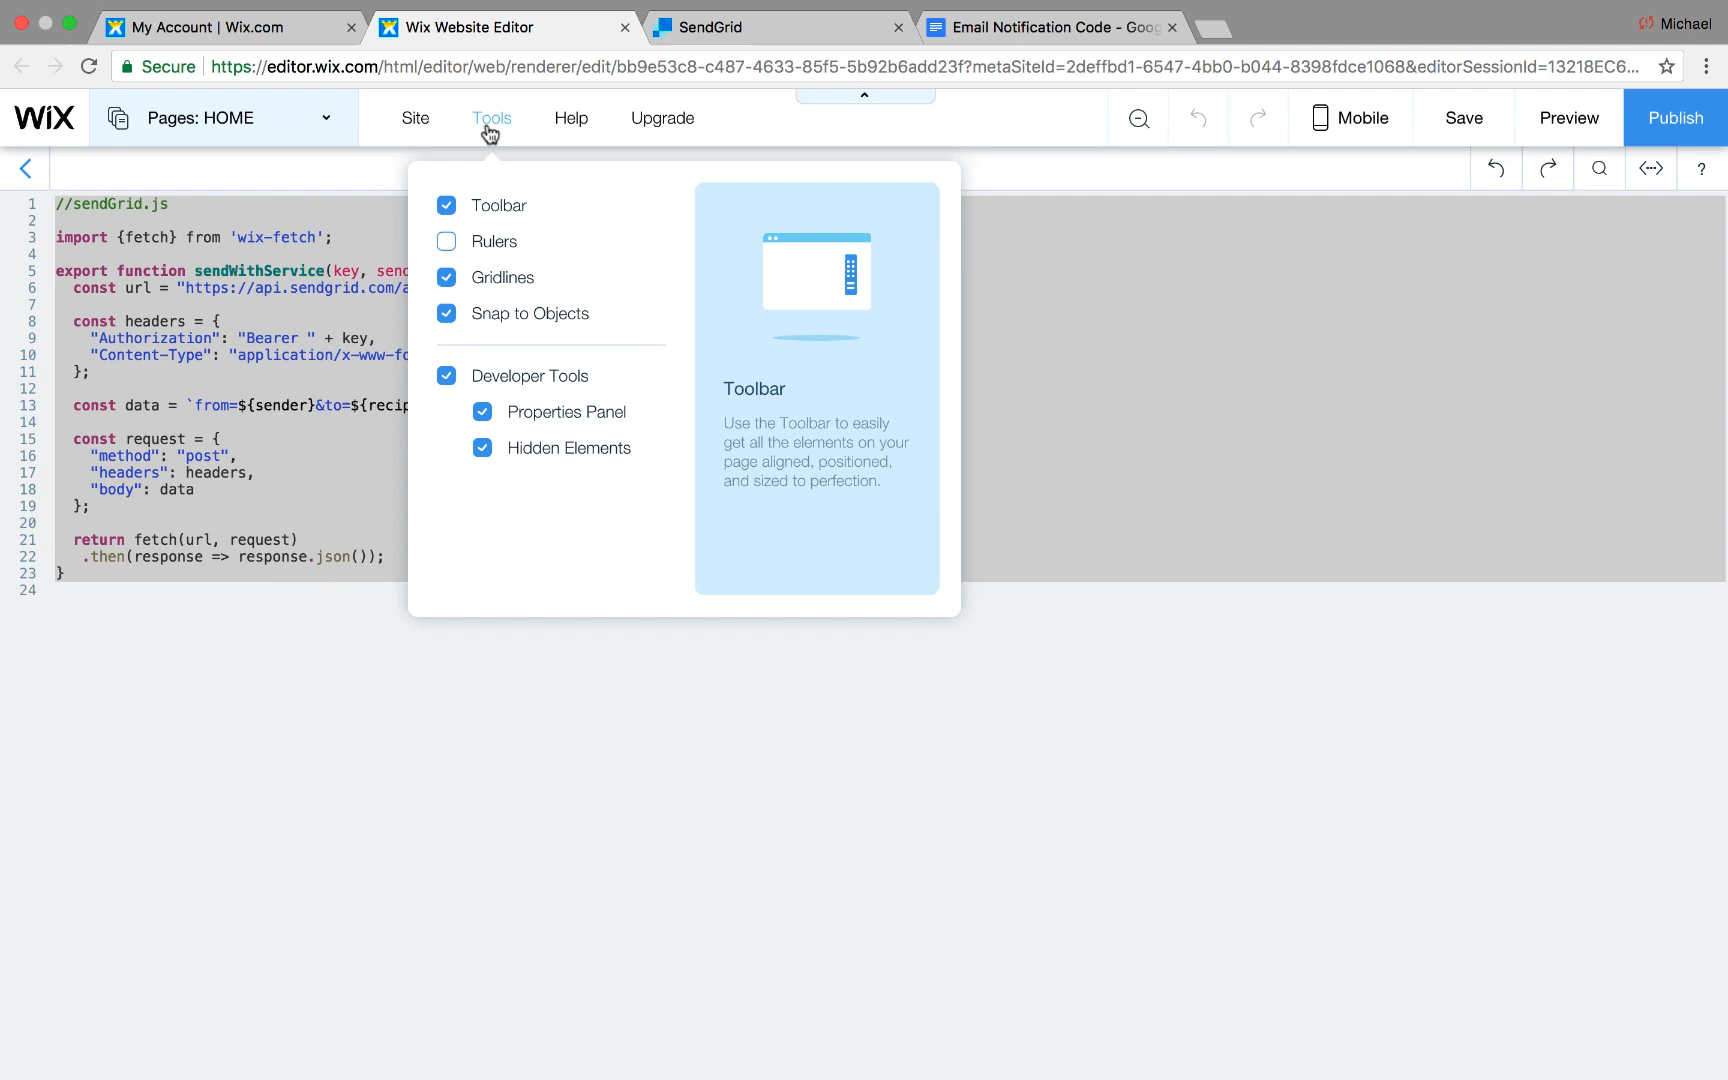 My Account | Wix.com
Wix Website Editor
SendGrid
Email Notification Code - Goog
Michael
Secure
https://editor.wix.com/html/editor/web/renderer/edit/bb9e53c8-c487-4633-85f5-5b92b6add23f?metaSiteId=2deffbd1-6547-4bb0-b044-8398fdce1068&editorSessionId=13218EC6...
WiX
Pages: HOME
Site
Tools
Help
Upgrade
Mobile
Save
Preview
Publish
?
1 //sendGrid.js
2
3 import {fetch} from 'wix-fetch';
4
5 export function sendWithService(key, send
6 const url = "https://api.sendgrid.com/a
7
8 const headers = {
9 "Authorization": "Bearer " + key,
10 "Content-Type": "application/x-www-fo
11 };
12
13 const data = `from=${sender}&to=${recip
14
15 const request = {
16 "method": "post",
17 "headers": headers,
18 "body": data
19 };
20
21 return fetch(url, request)
22 .then(response => response.json());
23 }
24
Toolbar
Rulers
Gridlines
Snap to Objects
Developer Tools
Properties Panel
Hidden Elements
Toolbar
Use the Toolbar to easily
get all the elements on your
page aligned, positioned,
and sized to perfection.